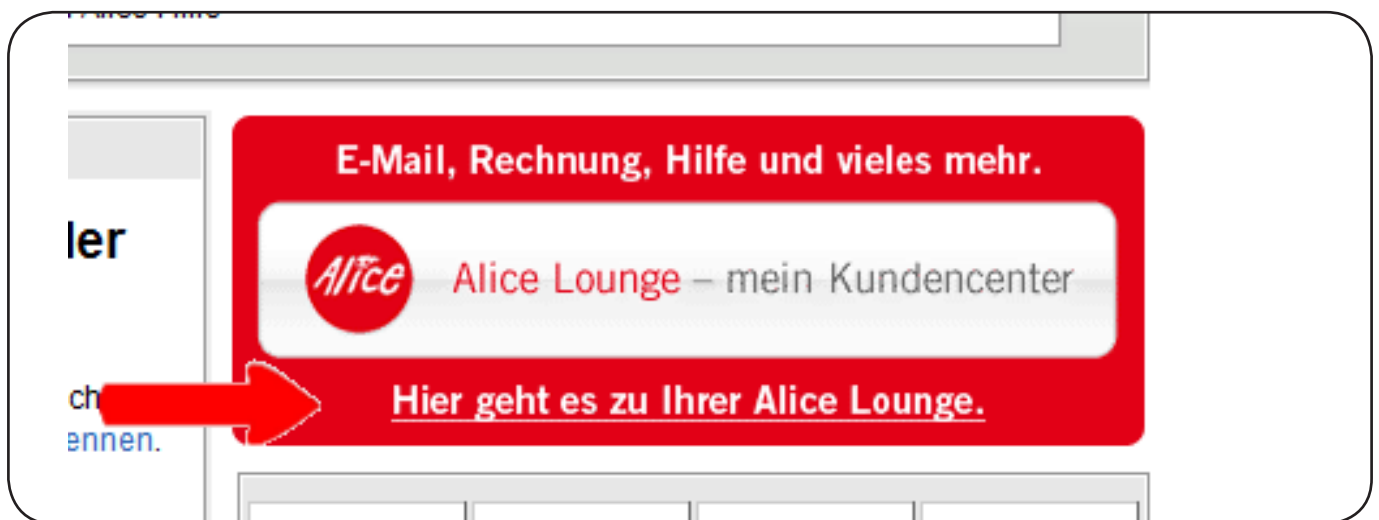 E-Mail, Rechnung, Hilfe und vieles mehr.
ler
Alice Alice Lounge – mein Kundencenter
ch
Hier geht es zu Ihrer Alice Lounge.
ennen.